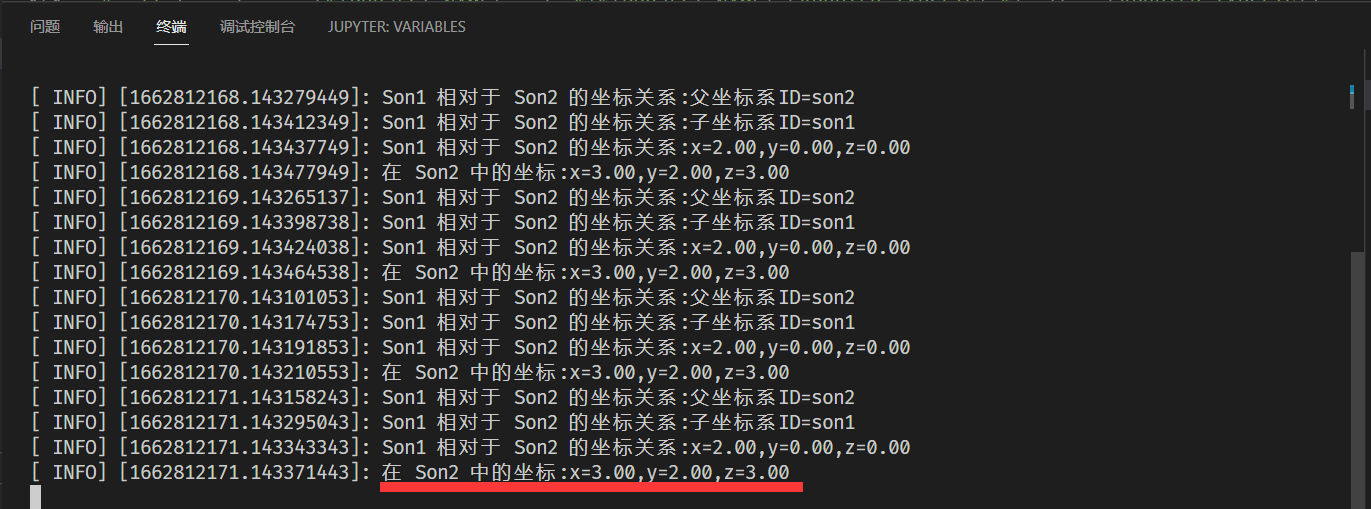 问题 输出 终端 调试控制台 JUPYTER: VARIABLES
[ INFO] [1662812168.143279449]: Son1 相对于 Son2 的坐标关系:父坐标系ID=son2
[ INFO] [1662812168.143412349]: Son1 相对于 Son2 的坐标关系:子坐标系ID=son1
[ INFO] [1662812168.143437749]: Son1 相对于 Son2 的坐标关系:x=2.00,y=0.00,z=0.00
[ INFO] [1662812168.143477949]: 在 Son2 中的坐标:x=3.00,y=2.00,z=3.00
[ INFO] [1662812169.143265137]: Son1 相对于 Son2 的坐标关系:父坐标系ID=son2
[ INFO] [1662812169.143398738]: Son1 相对于 Son2 的坐标关系:子坐标系ID=son1
[ INFO] [1662812169.143424038]: Son1 相对于 Son2 的坐标关系:x=2.00,y=0.00,z=0.00
[ INFO] [1662812169.143464538]: 在 Son2 中的坐标:x=3.00,y=2.00,z=3.00
[ INFO] [1662812170.143101053]: Son1 相对于 Son2 的坐标关系:父坐标系ID=son2
[ INFO] [1662812170.143174753]: Son1 相对于 Son2 的坐标关系:子坐标系ID=son1
[ INFO] [1662812170.143191853]: Son1 相对于 Son2 的坐标关系:x=2.00,y=0.00,z=0.00
[ INFO] [1662812170.143210553]: 在 Son2 中的坐标:x=3.00,y=2.00,z=3.00
[ INFO] [1662812171.143158243]: Son1 相对于 Son2 的坐标关系:父坐标系ID=son2
[ INFO] [1662812171.143295043]: Son1 相对于 Son2 的坐标关系:子坐标系ID=son1
[ INFO] [1662812171.143343343]: Son1 相对于 Son2 的坐标关系:x=2.00,y=0.00,z=0.00
[ INFO] [1662812171.143371443]: 在 Son2 中的坐标:x=3.00,y=2.00,z=3.00